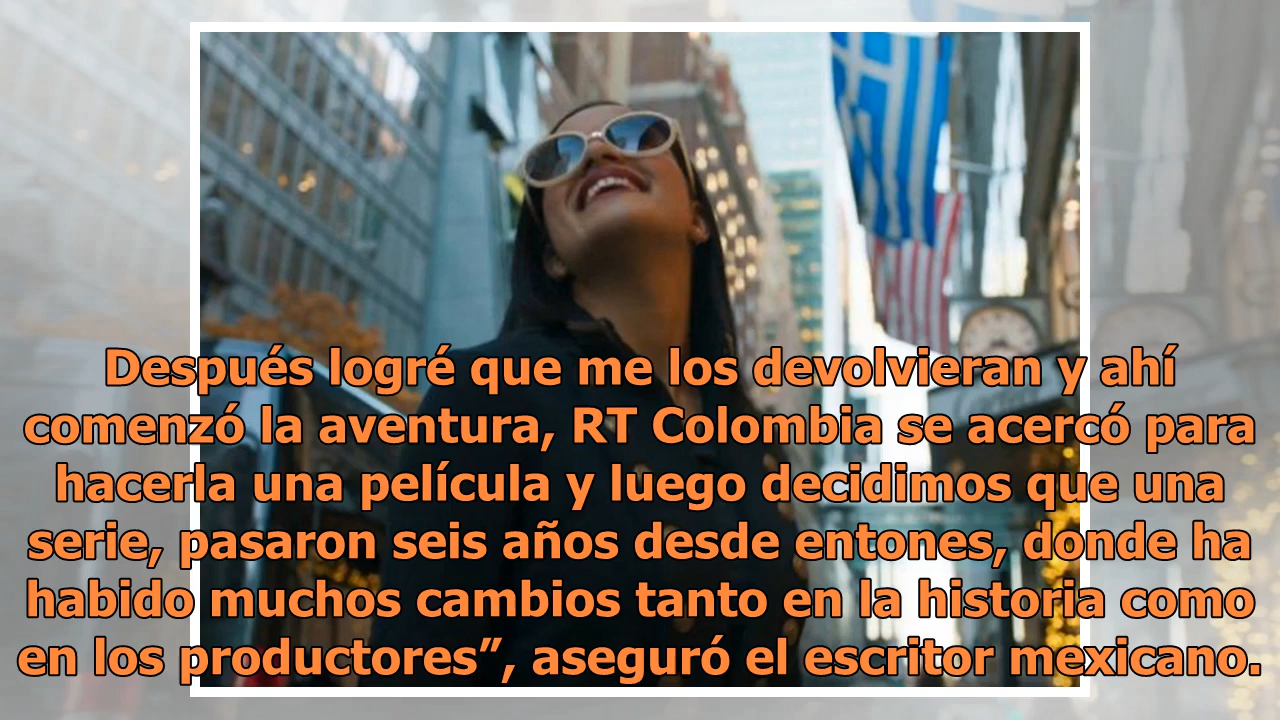 Después logré que me los devolvieran y ahí
comenzó la aventura, RT Colombia se acercó para
hacerla una película y luego decidimos que una
serie, pasaron seis años desde entones, donde ha
habido muchos cambios tanto en la historia como
en los productores”, aseguró el escritor mexicano.